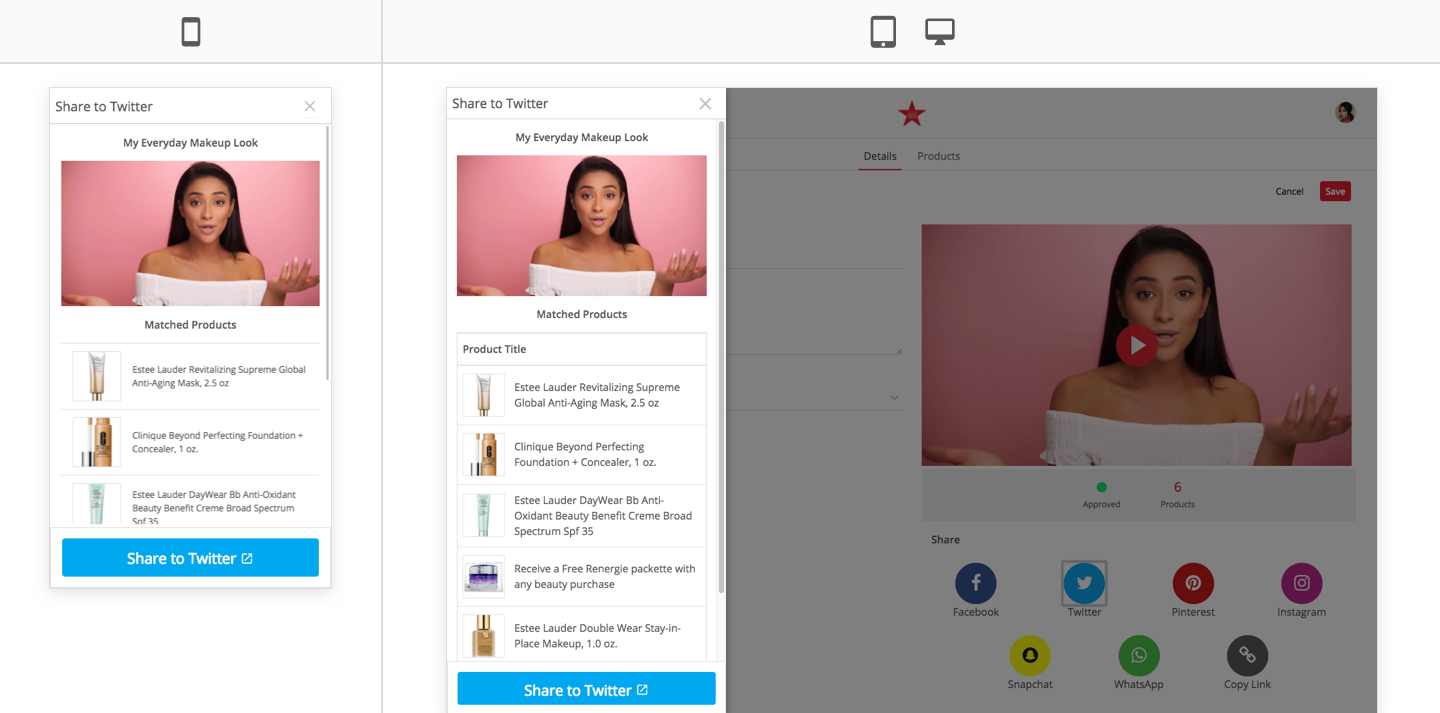 Share to Twitter
My Everyday Makeup Look
Matched Products
Estee Lauder Revitalizing Supreme Global
Anti-Aging Mask, 2.5 oz
Clinique Beyond Perfecting Foundation +
Concealer, 1 oz.
Estee Lauder DayWear Bb Anti-Oxidant
Beauty Benefit Creme Broad Spectrum
Spf 35
Share to Twitter
Share to Twitter
My Everyday Makeup Look
Matched Products
Product Title
Estee Lauder Revitalizing Supreme
Global Anti-Aging Mask, 2.5 oz
Clinique Beyond Perfecting
Foundation + Concealer, 1 oz.
Estee Lauder DayWear Bb Anti-
Oxidant Beauty Benefit Creme Broad
Spectrum Spf 35
Receive a Free Renergie packette with
any beauty purchase
Estee Lauder Double Wear Stay-in-
Place Makeup, 1.0 oz.
Share to Twitter
Details Products
Cancel Save
6
Approved Products
Share
Facebook Twitter Pinterest Instagram
Snapchat WhatsApp Copy Link